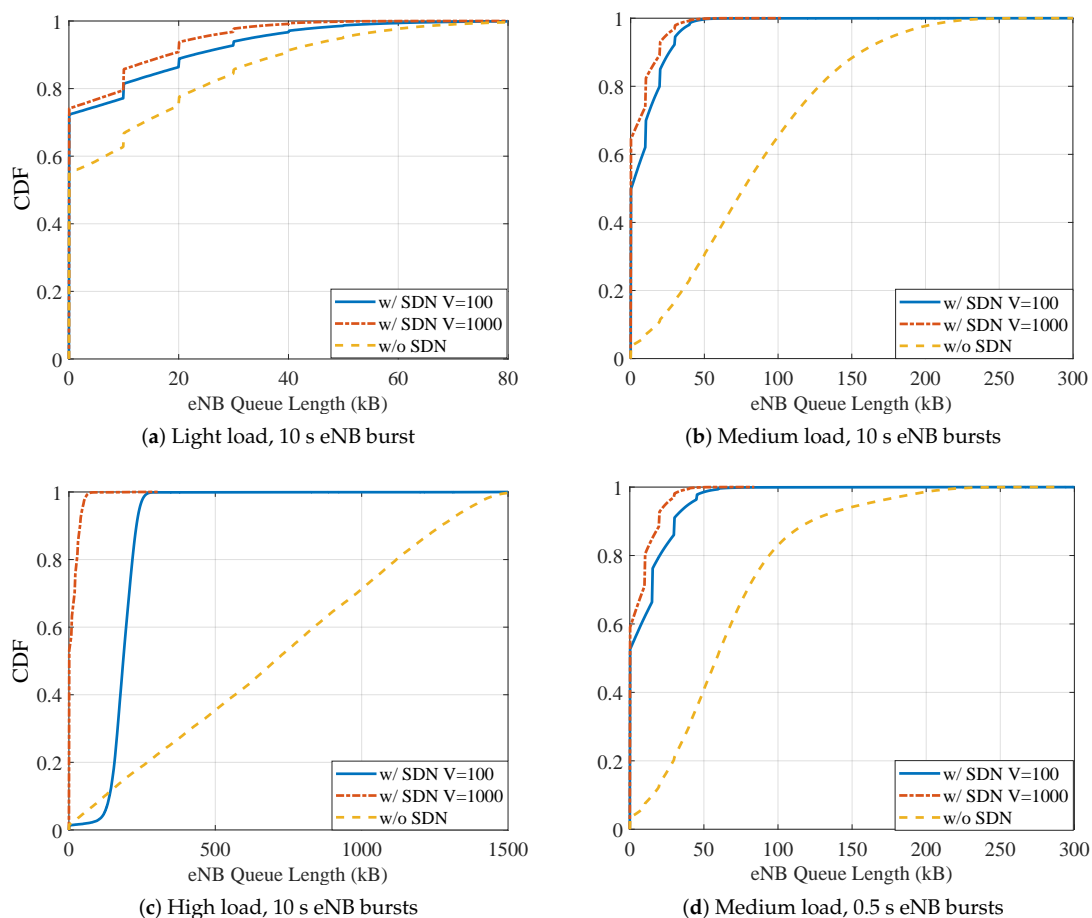 1
0.8
0.6
0.4
0.2
0
CDF
w/ SDN V=100
w/ SDN V=1000
w/o SDN
0 20 40 60 80
eNB Queue Length (kB)
(a) Light load, 10 s eNB burst
1
0.8
0.6
0.4
0.2
0
w/ SDN V=100
w/ SDN V=1000
w/o SDN
0 50 100 150 200 250 300
eNB Queue Length (kB)
(b) Medium load, 10 s eNB bursts
1
0.8
0.6
0.4
0.2
0
CDF
w/ SDN V=100
w/ SDN V=1000
w/o SDN
0 500 1000 1500
eNB Queue Length (kB)
(c) High load, 10 s eNB bursts
1
0.8
0.6
0.4
0.2
0
w/ SDN V=100
w/ SDN V=1000
w/o SDN
0 50 100 150 200 250 300
eNB Queue Length (kB)
(d) Medium load, 0.5 s eNB bursts